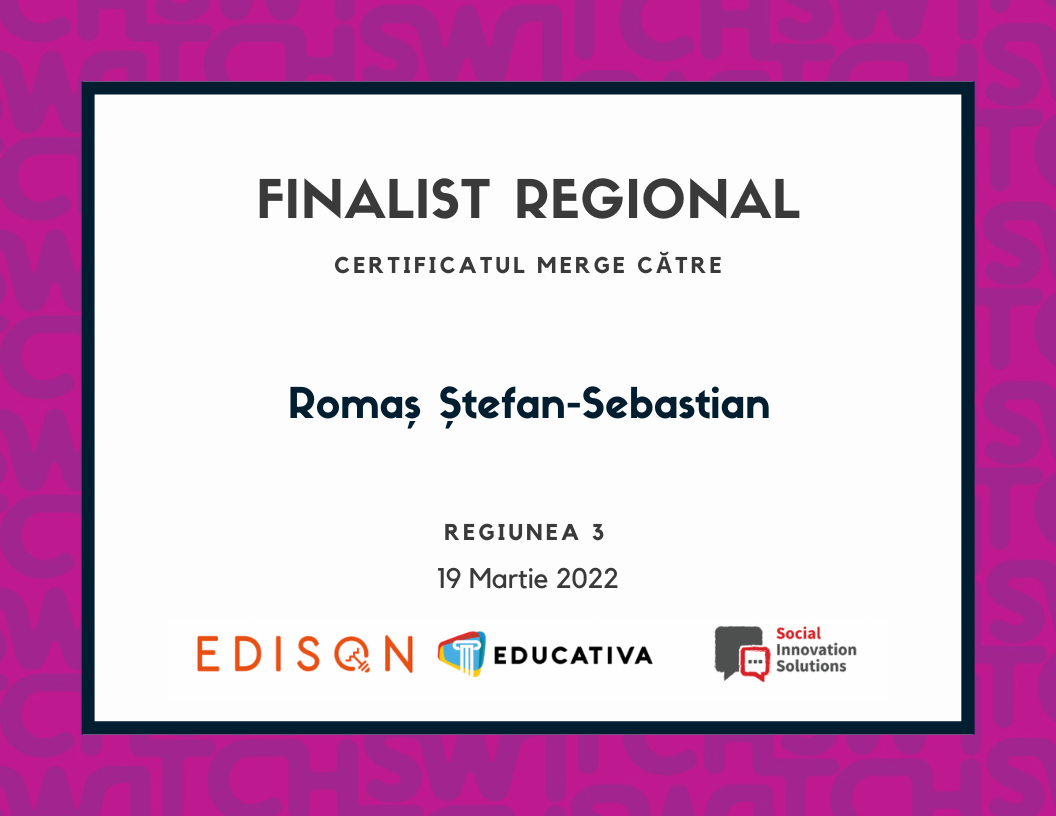 FINALIST REGIONAL
CERTIFICATUL MERGE CĂTRE
Romaș Ștefan-Sebastian
REGIUNEA 3
19 Martie 2022
EDISON
EDUCATIVA
Social
Innovation
Solutions